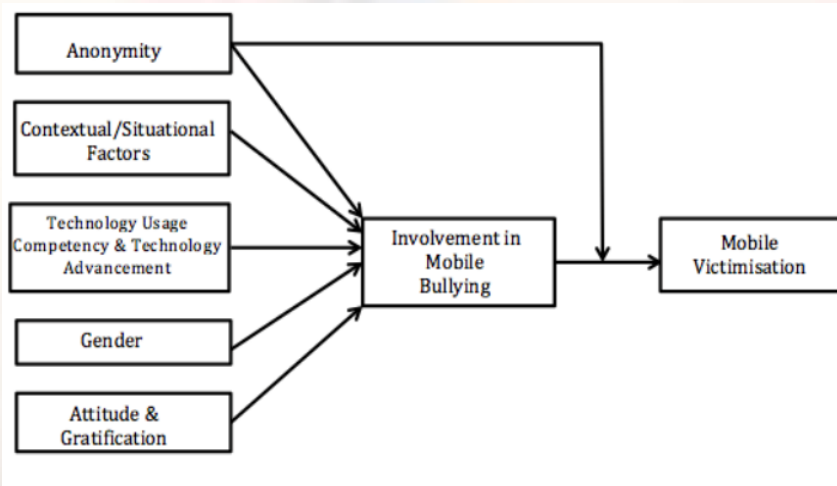 Anonymity
Contextual/Situational
Factors
Technology Usage
Competency & Technology
Advancement
Gender
Attitude &
Gratification
Involvement in
Mobile
Bullying
Mobile
Victimisation